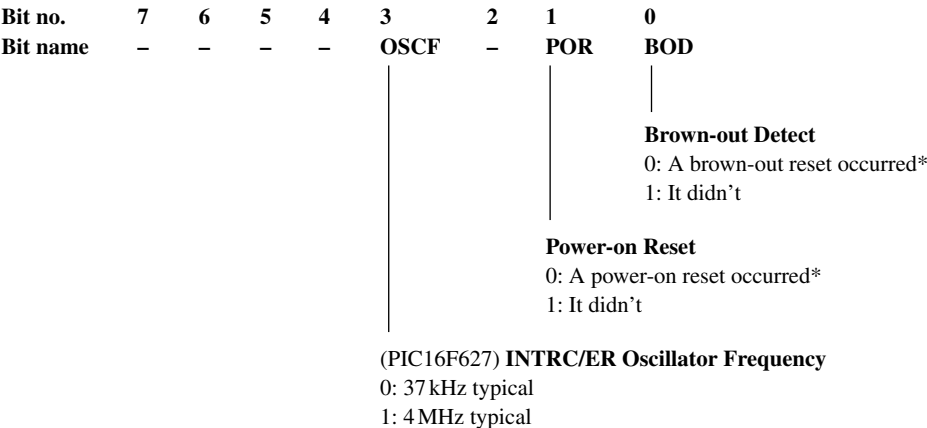 Bit no. 7 6 5 4 3 2 1 0
Bit name – – – – OSCF – POR BOD
Brown-out Detect
0: A brown-out reset occurred*
1: It didn't
Power-on Reset
0: A power-on reset occurred*
1: It didn't
(PIC16F627) INTRC/ER Oscillator Frequency
0: 37 kHz typical
1: 4 MHz typical